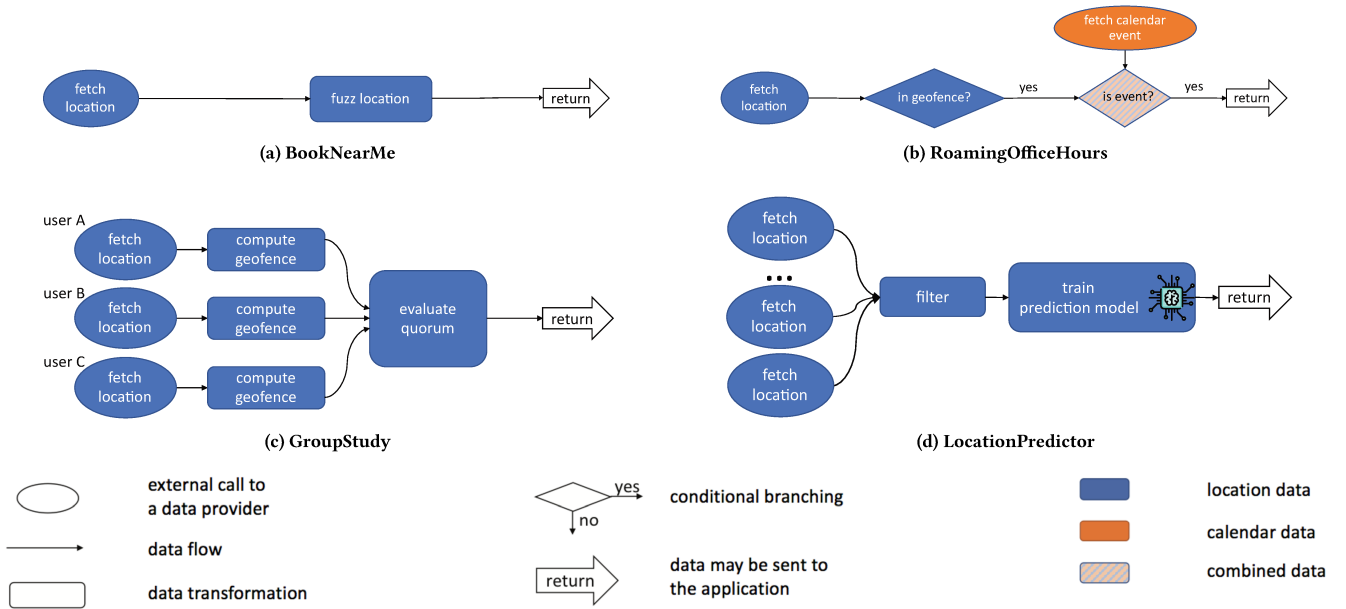 fetch
location
fuzz location
return
(a) BookNearMe
fetch calendar
event
fetch
location
in geofence?
yes
is event?
yes
return
(b) RoamingOfficeHours
user A
fetch
location
compute
geofence
user B
fetch
location
compute
geofence
user C
fetch
location
compute
geofence
evaluate
quorum
return
(c) GroupStudy
fetch
location
...
fetch
location
fetch
location
filter
train
prediction model
return
(d) LocationPredictor
external call to
a data provider
data flow
data transformation
yes
no
conditional branching
return
data may be sent to
the application
location data
calendar data
combined data